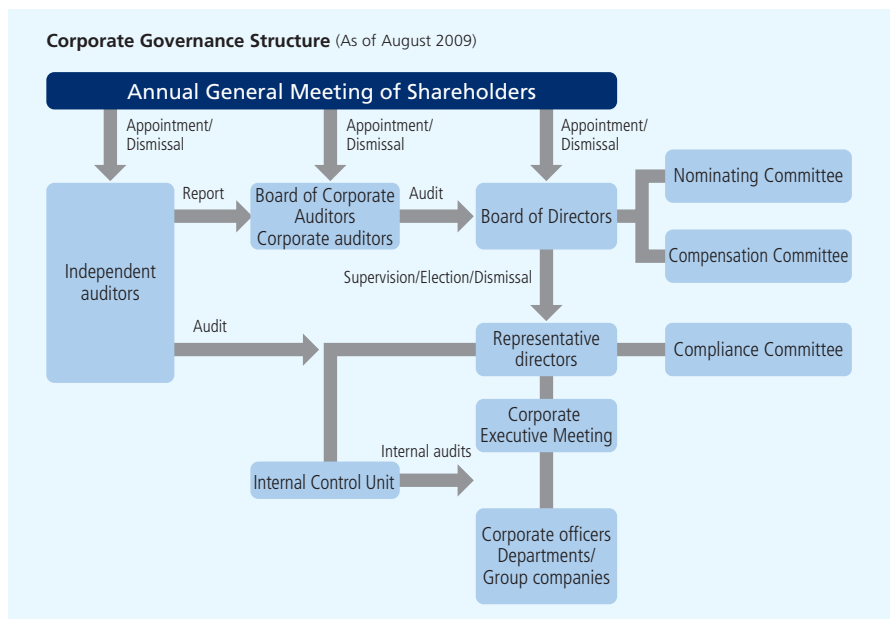 Corporate Governance Structure (As of August 2009)
Annual General Meeting of Shareholders
Appointment/
Dismissal
Appointment/
Dismissal
Appointment/
Dismissal
Independent
auditors
Report
Board of Corporate
Auditors
Corporate auditors
Audit
Board of Directors
Nominating Committee
Compensation Committee
Supervision/Election/Dismissal
Audit
Representative
directors
Compliance Committee
Corporate
Executive Meeting
Internal audits
Internal Control Unit
Corporate officers
Departments/
Group companies